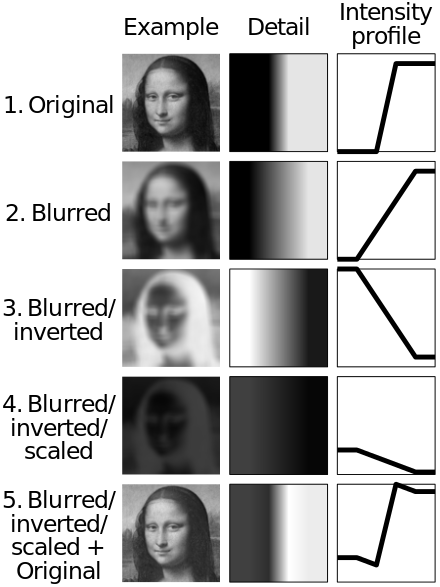 Example Detail Intensity
profile
1. Original
2. Blurred
3. Blurred/
inverted
4. Blurred/
inverted/
scaled
5. Blurred/
inverted/
scaled +
Original